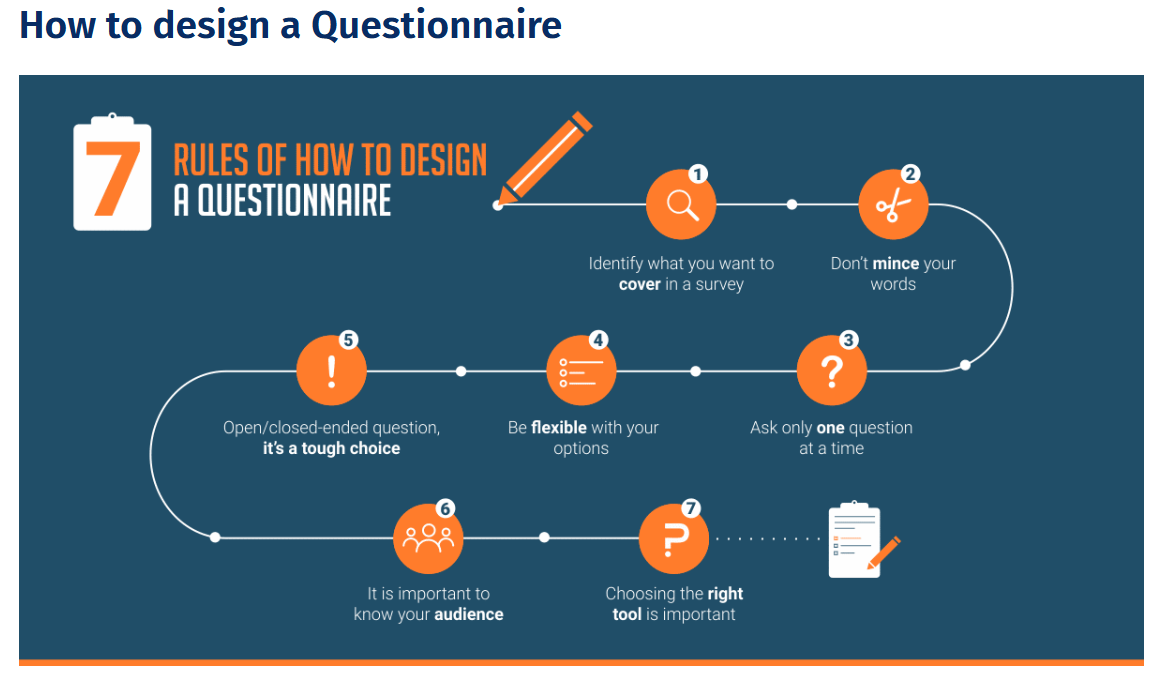 How to design a Questionnaire
7
RULES OF HOW TO DESIGN
A QUESTIONNAIRE
1
Identify what you want to
cover in a survey
2
Don't mince your
words
3
?
Ask only one question
at a time
4
Be flexible with your
options
5
!
Open/closed-ended question,
it's a tough choice
6
It is important to
know your audience
7
?
Choosing the right
tool is important